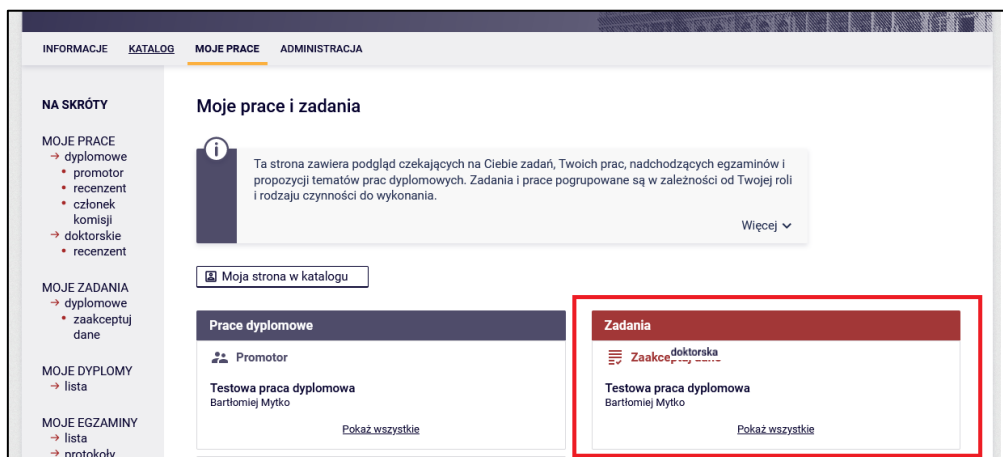 INFORMACJE KATALOG MOJE PRACE ADMINISTRACJA
NA SKRÓTY
MOJE PRACE
→ dyplomowe
• promotor
• recenzent
• członek
komisji
→ doktorskie
• recenzent
MOJE ZADANIA
→ dyplomowe
• zaakceptuj
dane
MOJE DYPLOMY
→ lista
MOJE EGZAMINY
→ lista
→ protokoły
Moje prace i zadania
Ta strona zawiera podgląd czekających na Ciebie zadań, Twoich prac, nadchodzących egzaminów i
propozycji tematów prac dyplomowych. Zadania i prace pogrupowane są w zależności od Twojej roli
i rodzaju czynności do wykonania.
Więcej
Moja strona w katalogu
Prace dyplomowe
Promotor
Testowa praca dyplomowa
Bartłomiej Mytko
Pokaż wszystkie
Zadania
doktorska
Testowa praca dyplomowa
Bartłomiej Mytko
Pokaż wszystkie